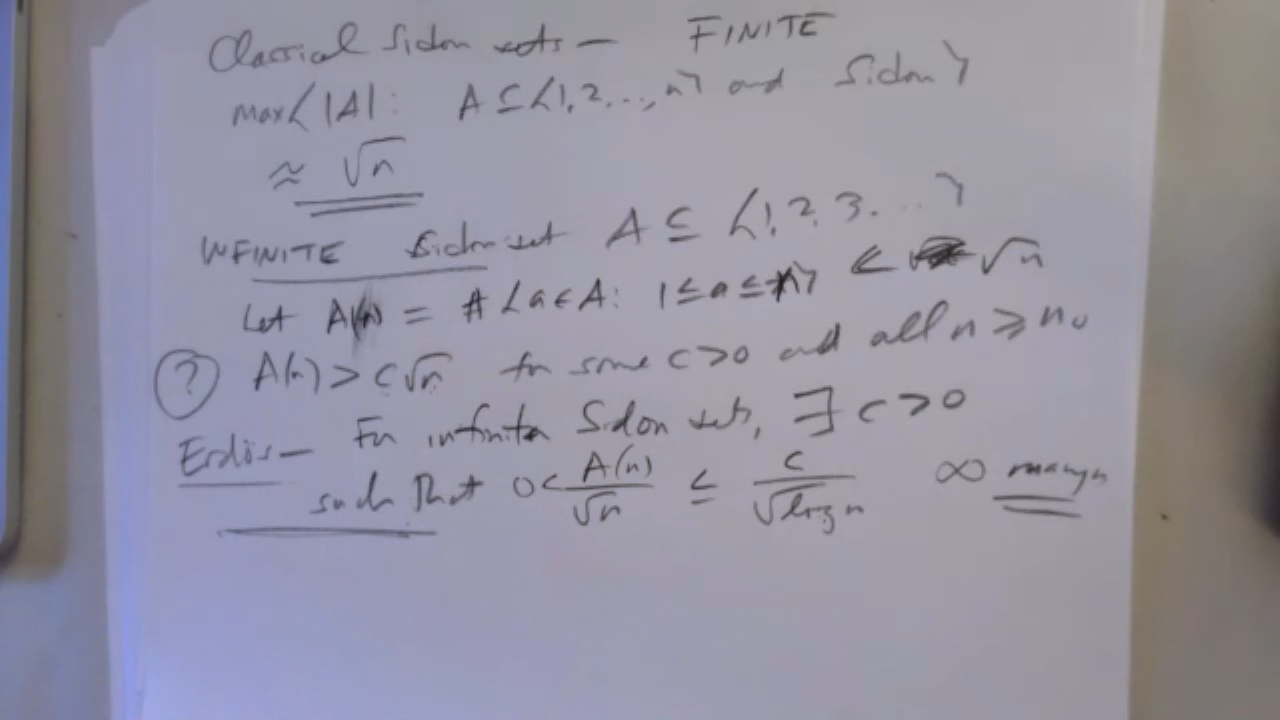 Classical Sidon sets — FINITE
max{|A|: A ⊆ {1,2,...,n} and Sidon}
≈ √n
INFINITE Sidon set A ⊆ {1,2,3,...}
Let A(n) = #{a ∈ A: 1 ≤ a ≤ n} < √n
? A(n) > c√n for some c > 0 and all n ≥ n₀
Erdős — For infinite Sidon sets, ∃ c > 0
such that 0 < A(n)/√n ≤ c/√log n ∞ many n